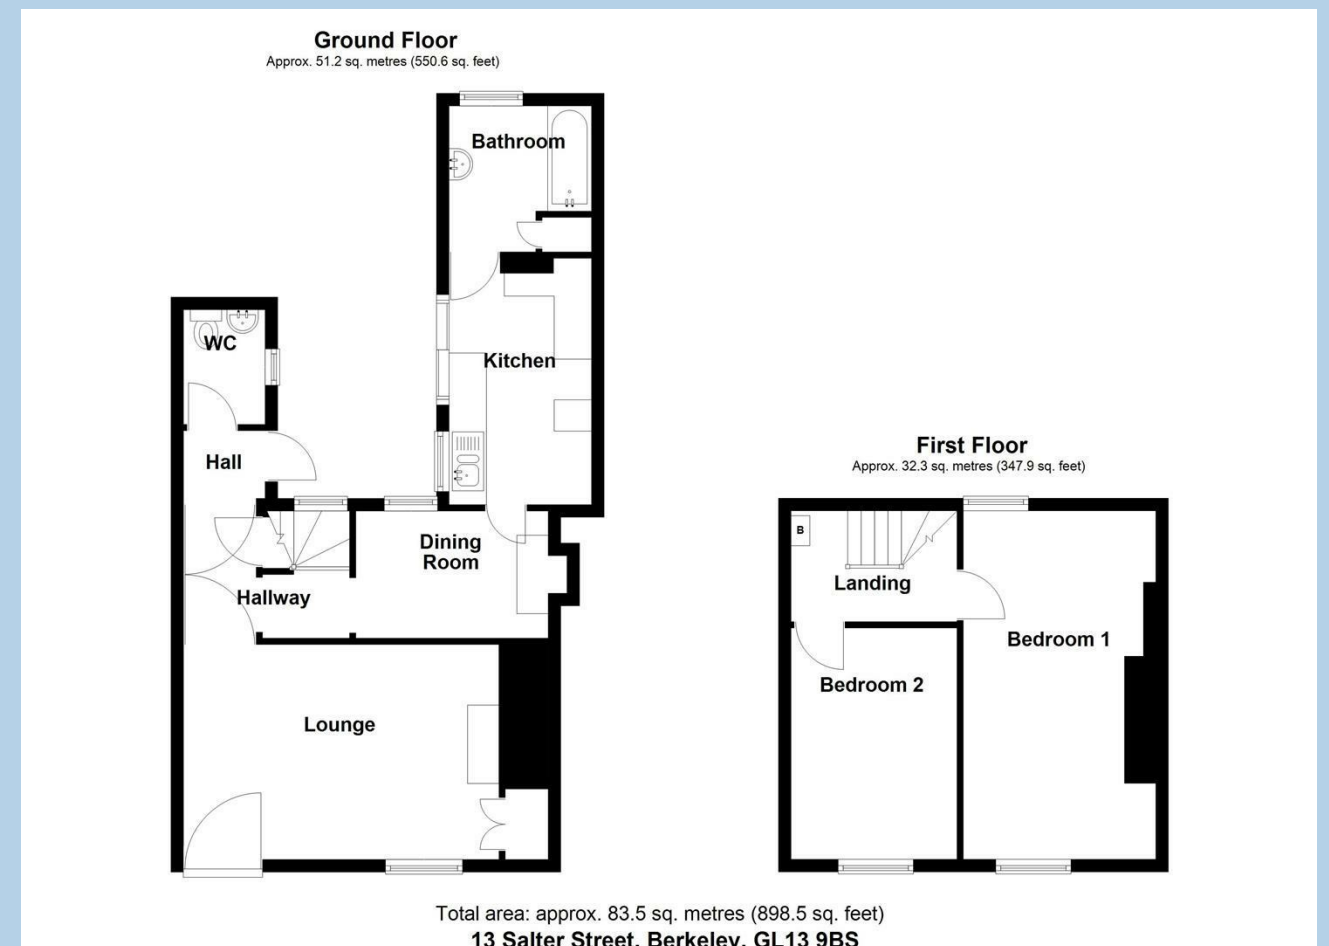 Ground Floor
Approx. 51.2 sq. metres (550.6 sq. feet)
Bathroom
WC
Kitchen
Hall
Dining
Room
Hallway
Lounge
First Floor
Approx. 32.3 sq. metres (347.9 sq. feet)
B
Landing
Bedroom 1
Bedroom 2
Total area: approx. 83.5 sq. metres (898.5 sq. feet)
13 Salter Street, Berkeley, GL13 9BS